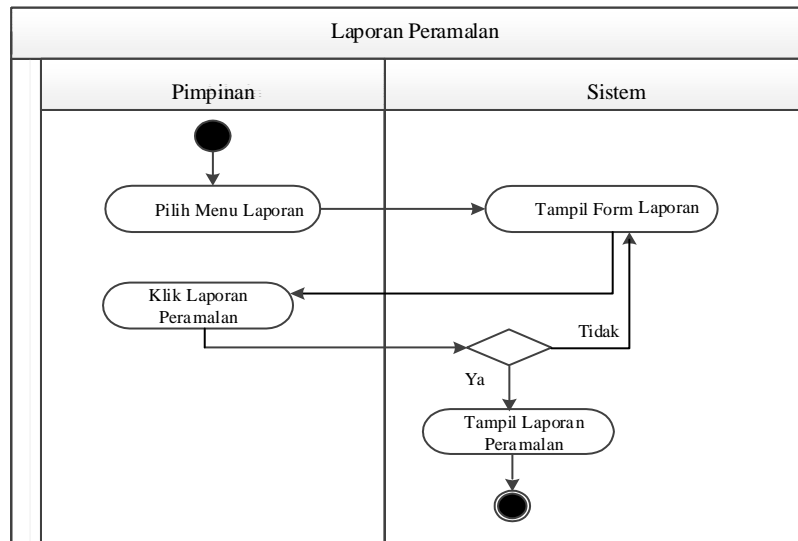 Laporan Peramalan
Pimpinan
Sistem
Pilih Menu Laporan
Tampil Form Laporan
Klik Laporan
Peramalan
Tidak
Ya
Tampil Laporan
Peramalan